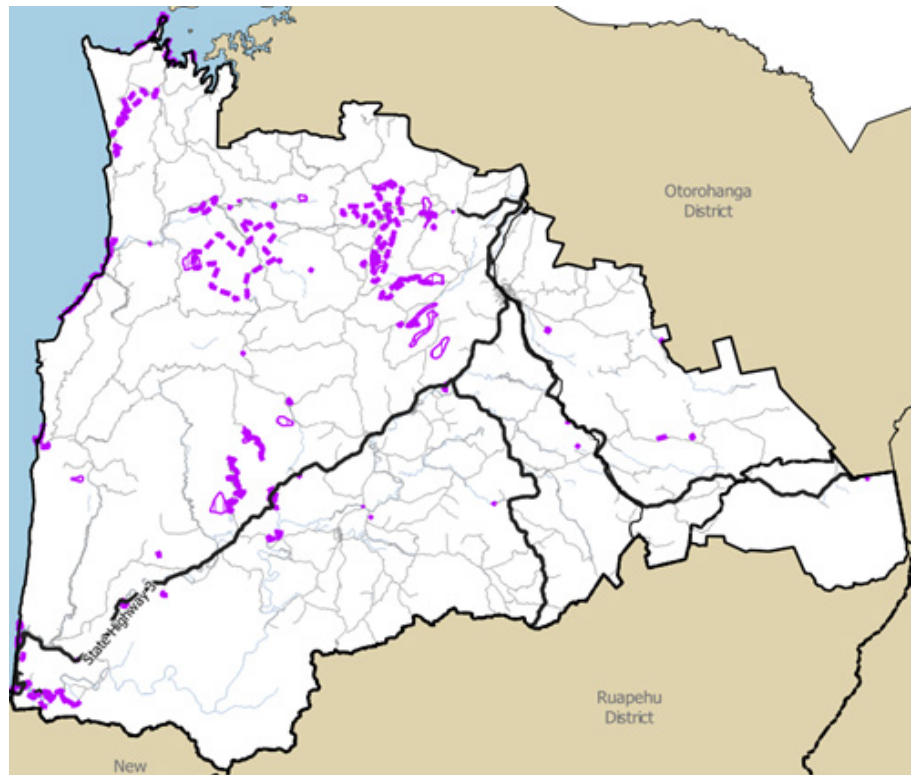 Otorohanga
District
State Highway 3
Ruapehu
District
New